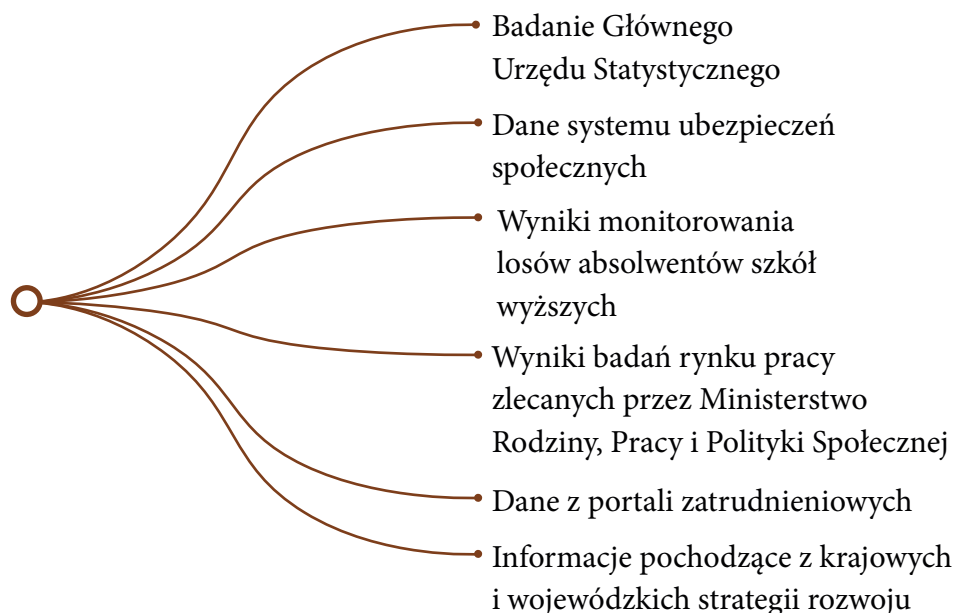 Badanie Głównego
Urzędu Statystycznego
Dane systemu ubezpieczeń
społecznych
Wyniki monitorowania
losów absolwentów szkół
wyższych
Wyniki badań rynku pracy
zlecanych przez Ministerstwo
Rodziny, Pracy i Polityki Społecznej
Dane z portali zatrudnieniowych
Informacje pochodzące z krajowych
i wojewódzkich strategii rozwoju